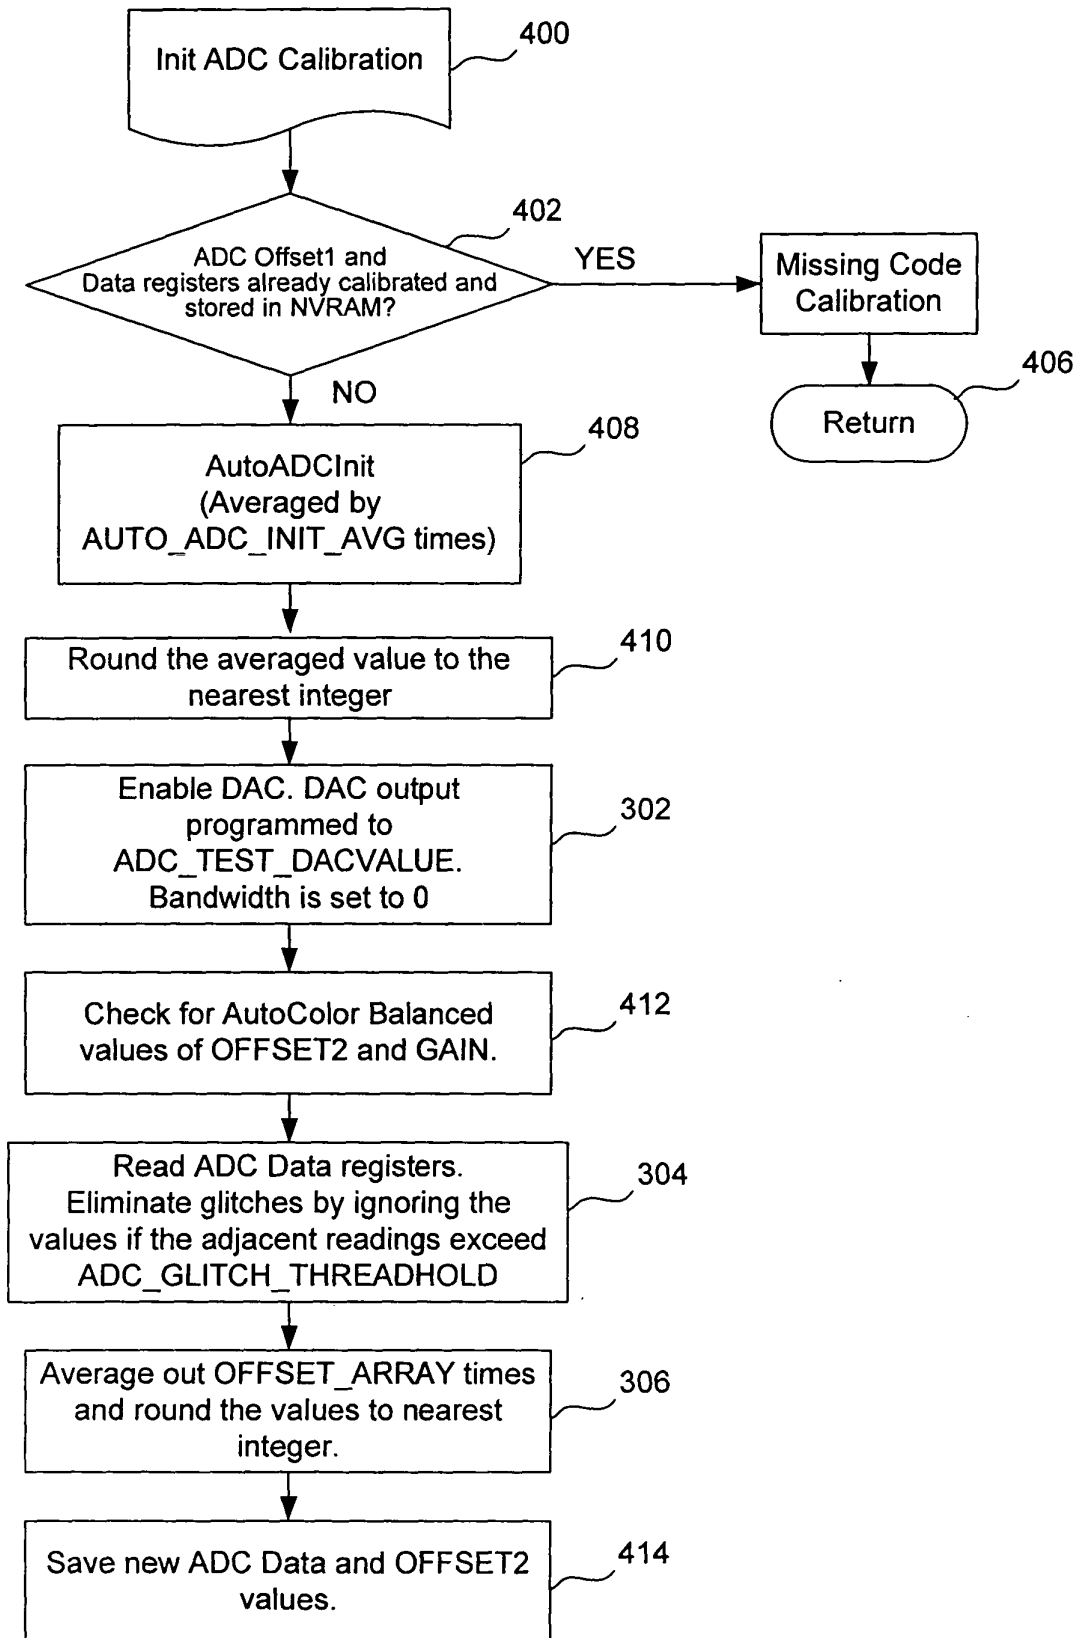 Init ADC Calibration
400
402
ADC Offset1 and
Data registers already calibrated and
stored in NVRAM?
YES
Missing Code
Calibration
406
Return
NO
408
AutoADCInit
(Averaged by
AUTO_ADC_INIT_AVG times)
410
Round the averaged value to the
nearest integer
302
Enable DAC. DAC output
programmed to
ADC_TEST_DACVALUE.
Bandwidth is set to 0
412
Check for AutoColor Balanced
values of OFFSET2 and GAIN.
304
Read ADC Data registers.
Eliminate glitches by ignoring the
values if the adjacent readings exceed
ADC_GLITCH_THREADHOLD
306
Average out OFFSET_ARRAY times
and round the values to nearest
integer.
414
Save new ADC Data and OFFSET2
values.